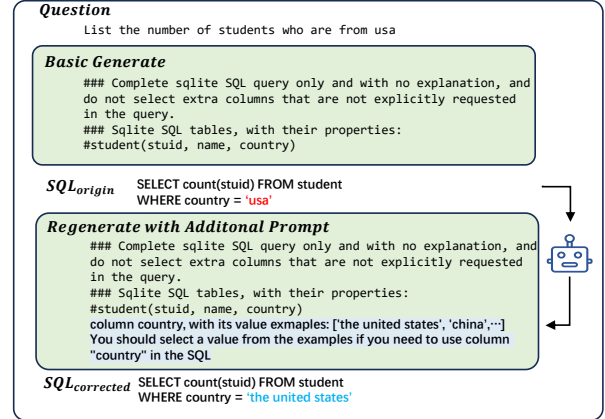 Question
List the number of students who are from usa
Basic Generate
### Complete sqlite SQL query only and with no explanation, and
do not select extra columns that are not explicitly requested
in the query.
### Sqlite SQL tables, with their properties:
#student(stuid, name, country)
SQLorigin SELECT count(stuid) FROM student
WHERE country = 'usa'
Regenerate with Additonal Prompt
### Complete sqlite SQL query only and with no explanation, and
do not select extra columns that are not explicitly requested
in the query.
### Sqlite SQL tables, with their properties:
#student(stuid, name, country)
column country, with its value exmaples: ['the united states', 'china',···]
You should select a value from the examples if you need to use column
"country" in the SQL
SQLcorrected SELECT count(stuid) FROM student
WHERE country = 'the united states'